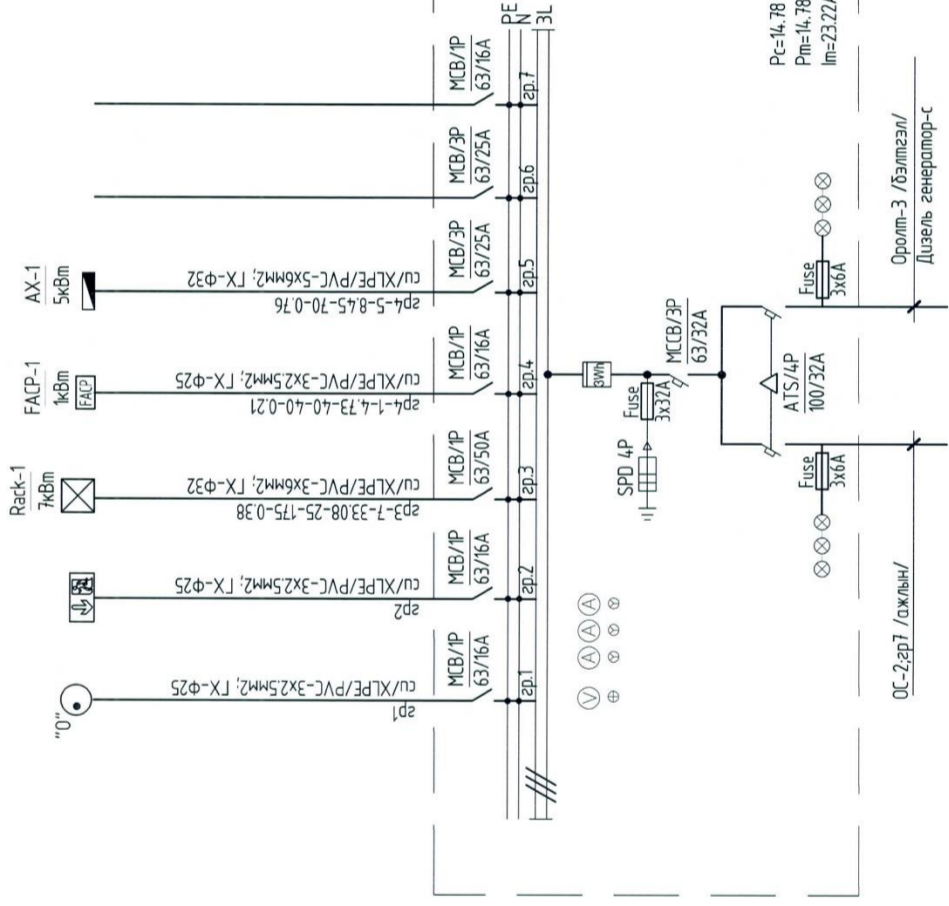 "О"
гр1
cu/XLPE/PVC-3x2.5мм2; ГХ-Ф25
MCB/1P
63/16A
гр.1
гр2
cu/XLPE/PVC-3x2.5мм2; ГХ-Ф25
MCB/1P
63/16A
гр.2
Rack-1
7кВт
гр3-7-33.08-25-175-0.38
cu/XLPE/PVC-3x6мм2; ГХ-Ф32
MCB/1P
63/50A
гр.3
FACP-1
1кВт
FACP
гр4-1-4.73-40-40-0.21
cu/XLPE/PVC-3x2.5мм2; ГХ-Ф25
MCB/1P
63/16A
гр.4
AX-1
5кВт
гр4-5-8.45-70-0.76
cu/XLPE/PVC-5x6мм2; ГХ-Ф32
MCB/3P
63/25A
гр.5
MCB/3P
63/25A
гр.6
MCB/1P
63/16A
гр.7
PE
N
3L
V
A
A
A
3Wh
SPD 4P
Fuse
3x32A
MCCB/3P
63/32A
ATS/4P
100/32A
Fuse
3x6A
Fuse
3x6A
Рс=14.78
Рт=14.78
Im=23.22A
ОС-2;гр7 /ажлын/
Оролт-3 /бэлтгэл/
Дизель генератор-с